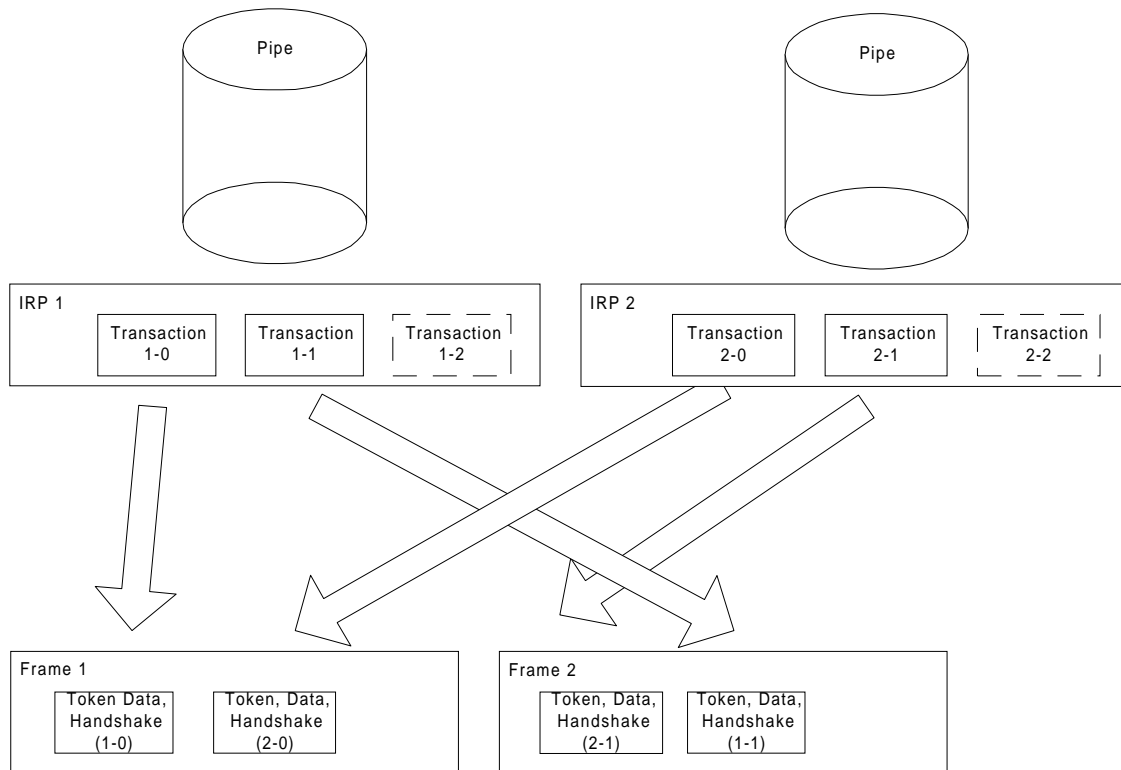 Pipe
Pipe
IRP 1
Transaction
1-0
Transaction
1-1
Transaction
1-2
IRP 2
Transaction
2-0
Transaction
2-1
Transaction
2-2
Frame 1
Token Data,
Handshake
(1-0)
Token, Data,
Handshake
(2-0)
Frame 2
Token, Data,
Handshake
(2-1)
Token, Data,
Handshake
(1-1)